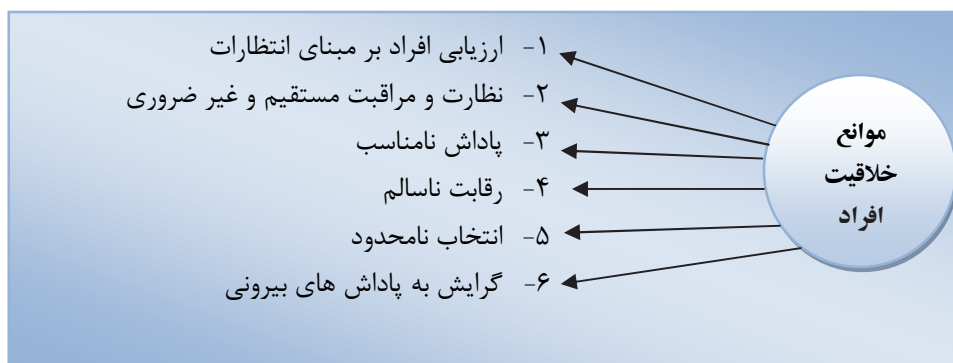 موانع
خلاقیت
افراد
۱- ارزیابی افراد بر مبنای انتظارات
۲- نظارت و مراقبت مستقیم و غیر ضروری
۳- پاداش نامناسب
۴- رقابت ناسالم
۵- انتخاب نامحدود
۶- گرایش به پاداش های بیرونی